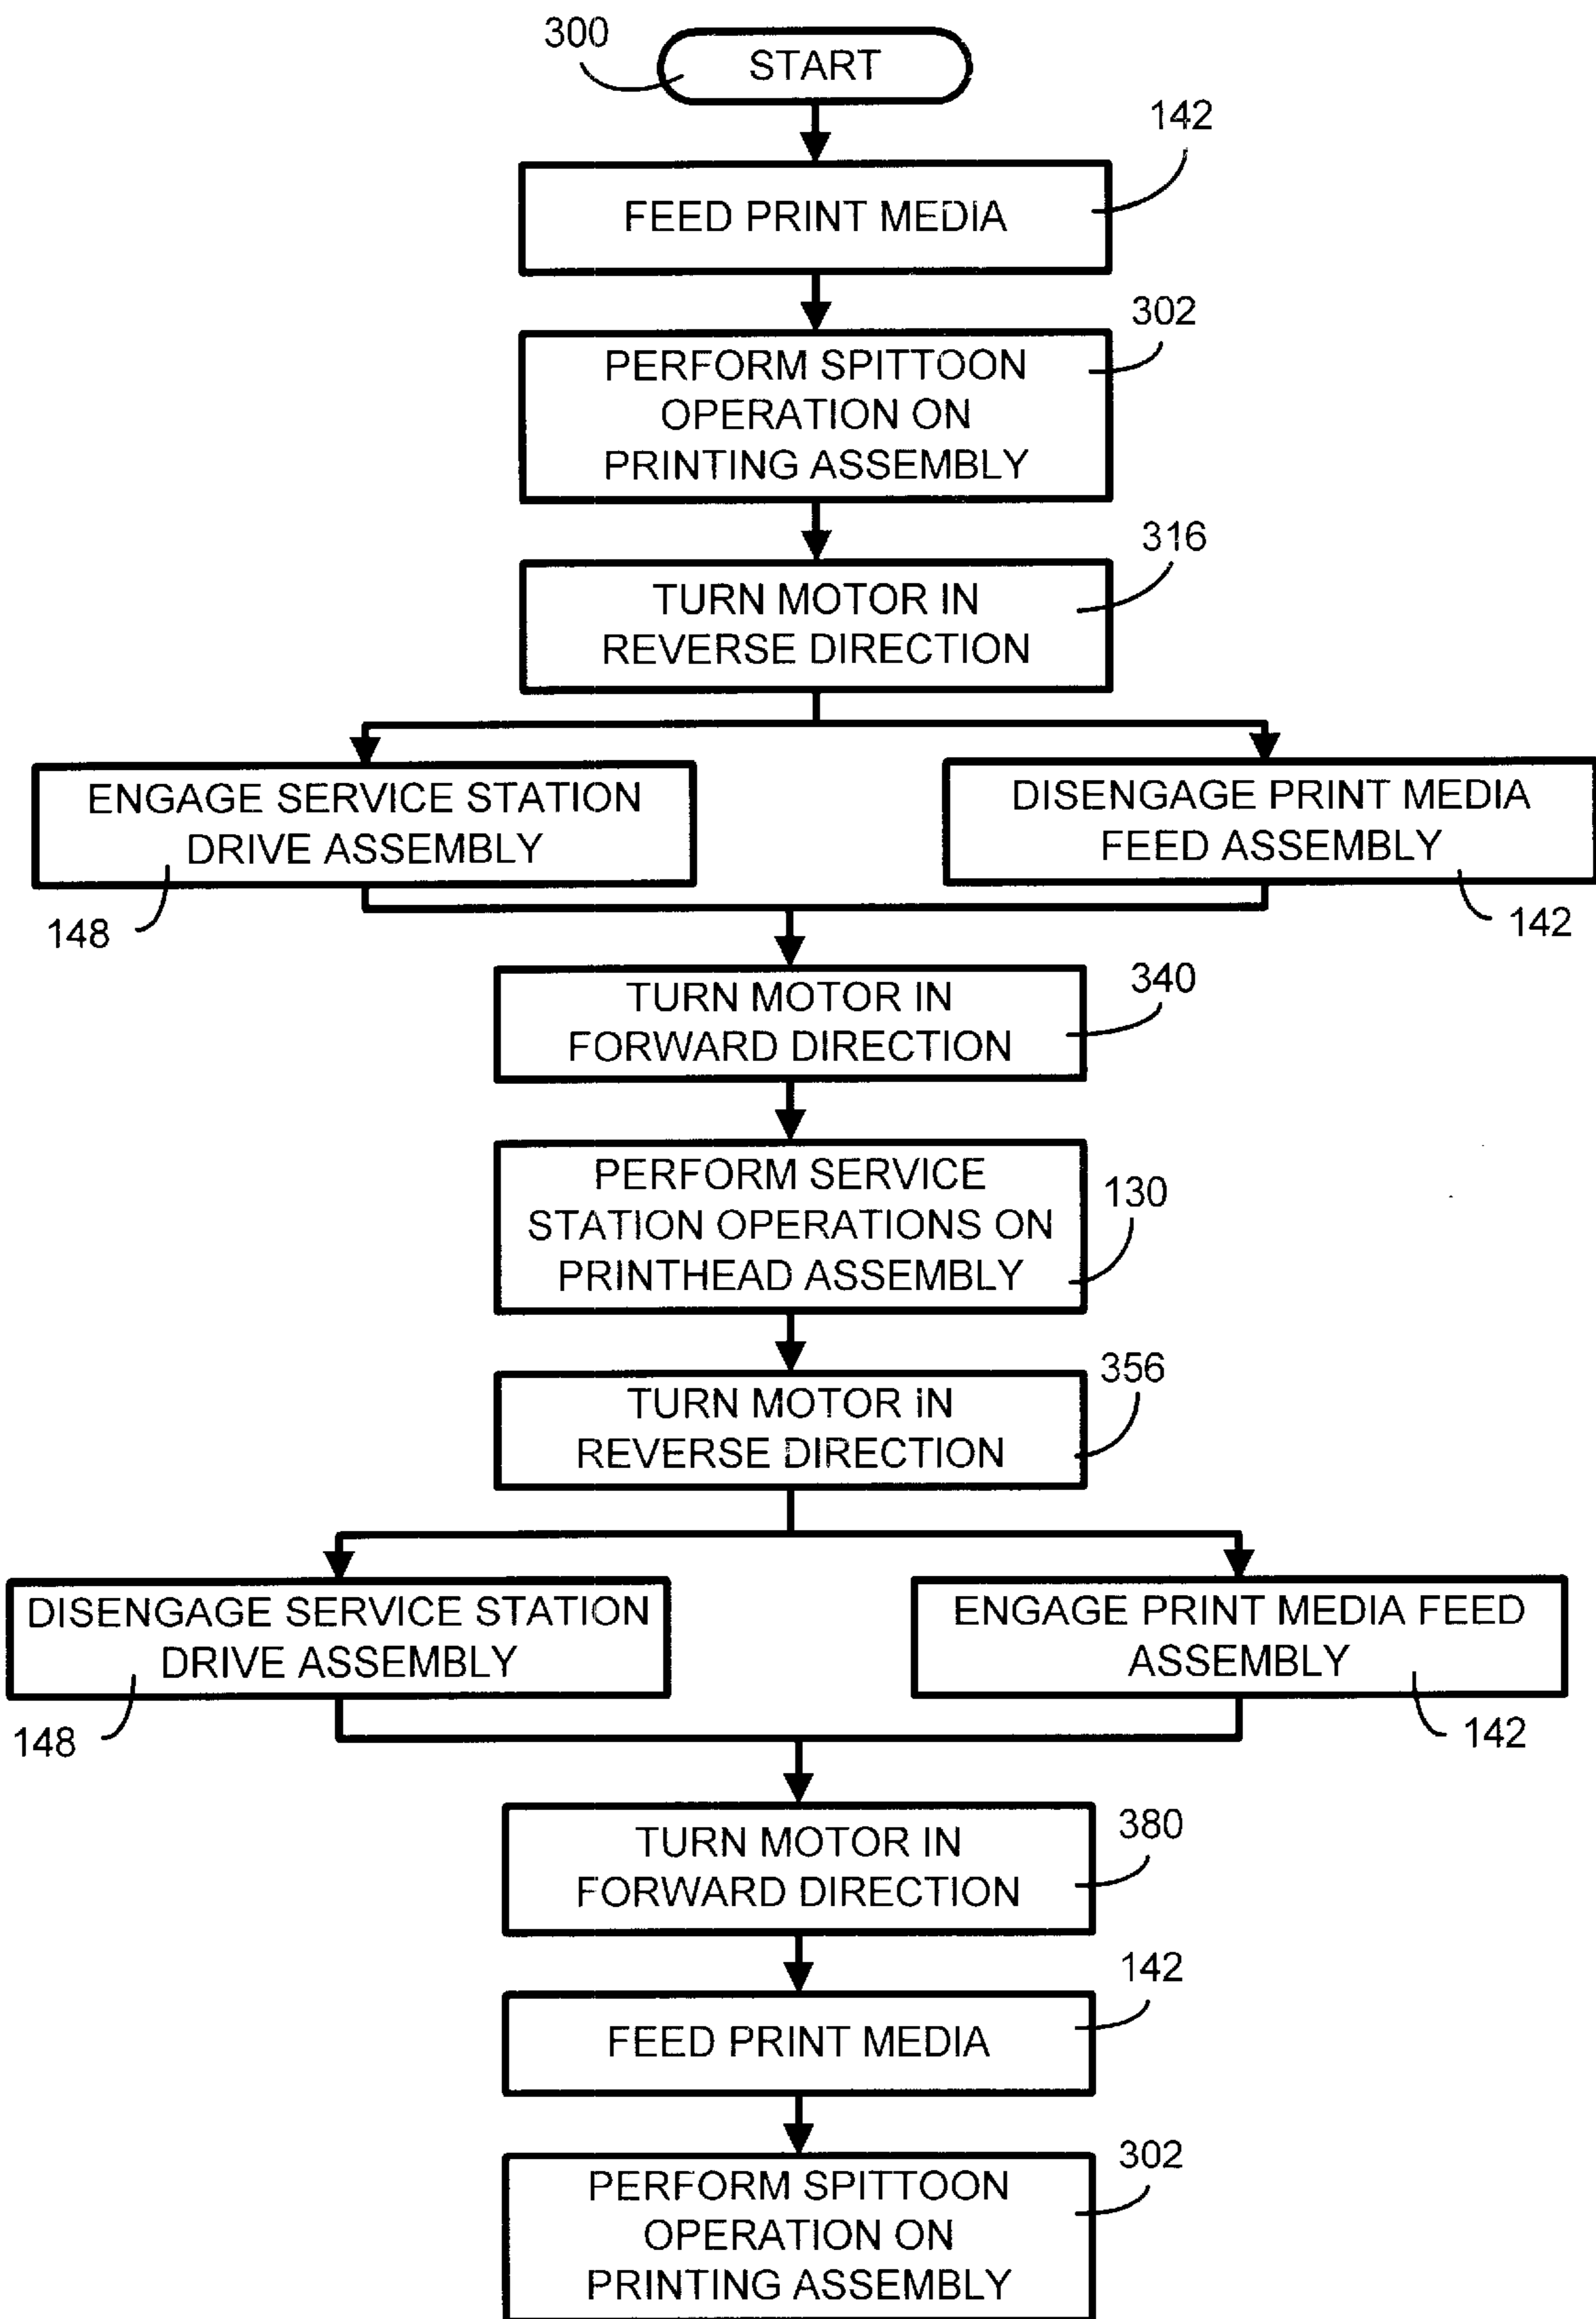 300
START
142
FEED PRINT MEDIA
302
PERFORM SPITTOON
OPERATION ON
PRINTING ASSEMBLY
316
TURN MOTOR IN
REVERSE DIRECTION
ENGAGE SERVICE STATION
DRIVE ASSEMBLY
148
DISENGAGE PRINT MEDIA
FEED ASSEMBLY
142
340
TURN MOTOR IN
FORWARD DIRECTION
130
PERFORM SERVICE
STATION OPERATIONS ON
PRINTHEAD ASSEMBLY
356
TURN MOTOR IN
REVERSE DIRECTION
DISENGAGE SERVICE STATION
DRIVE ASSEMBLY
148
ENGAGE PRINT MEDIA FEED
ASSEMBLY
142
380
TURN MOTOR IN
FORWARD DIRECTION
142
FEED PRINT MEDIA
302
PERFORM SPITTOON
OPERATION ON
PRINTING ASSEMBLY